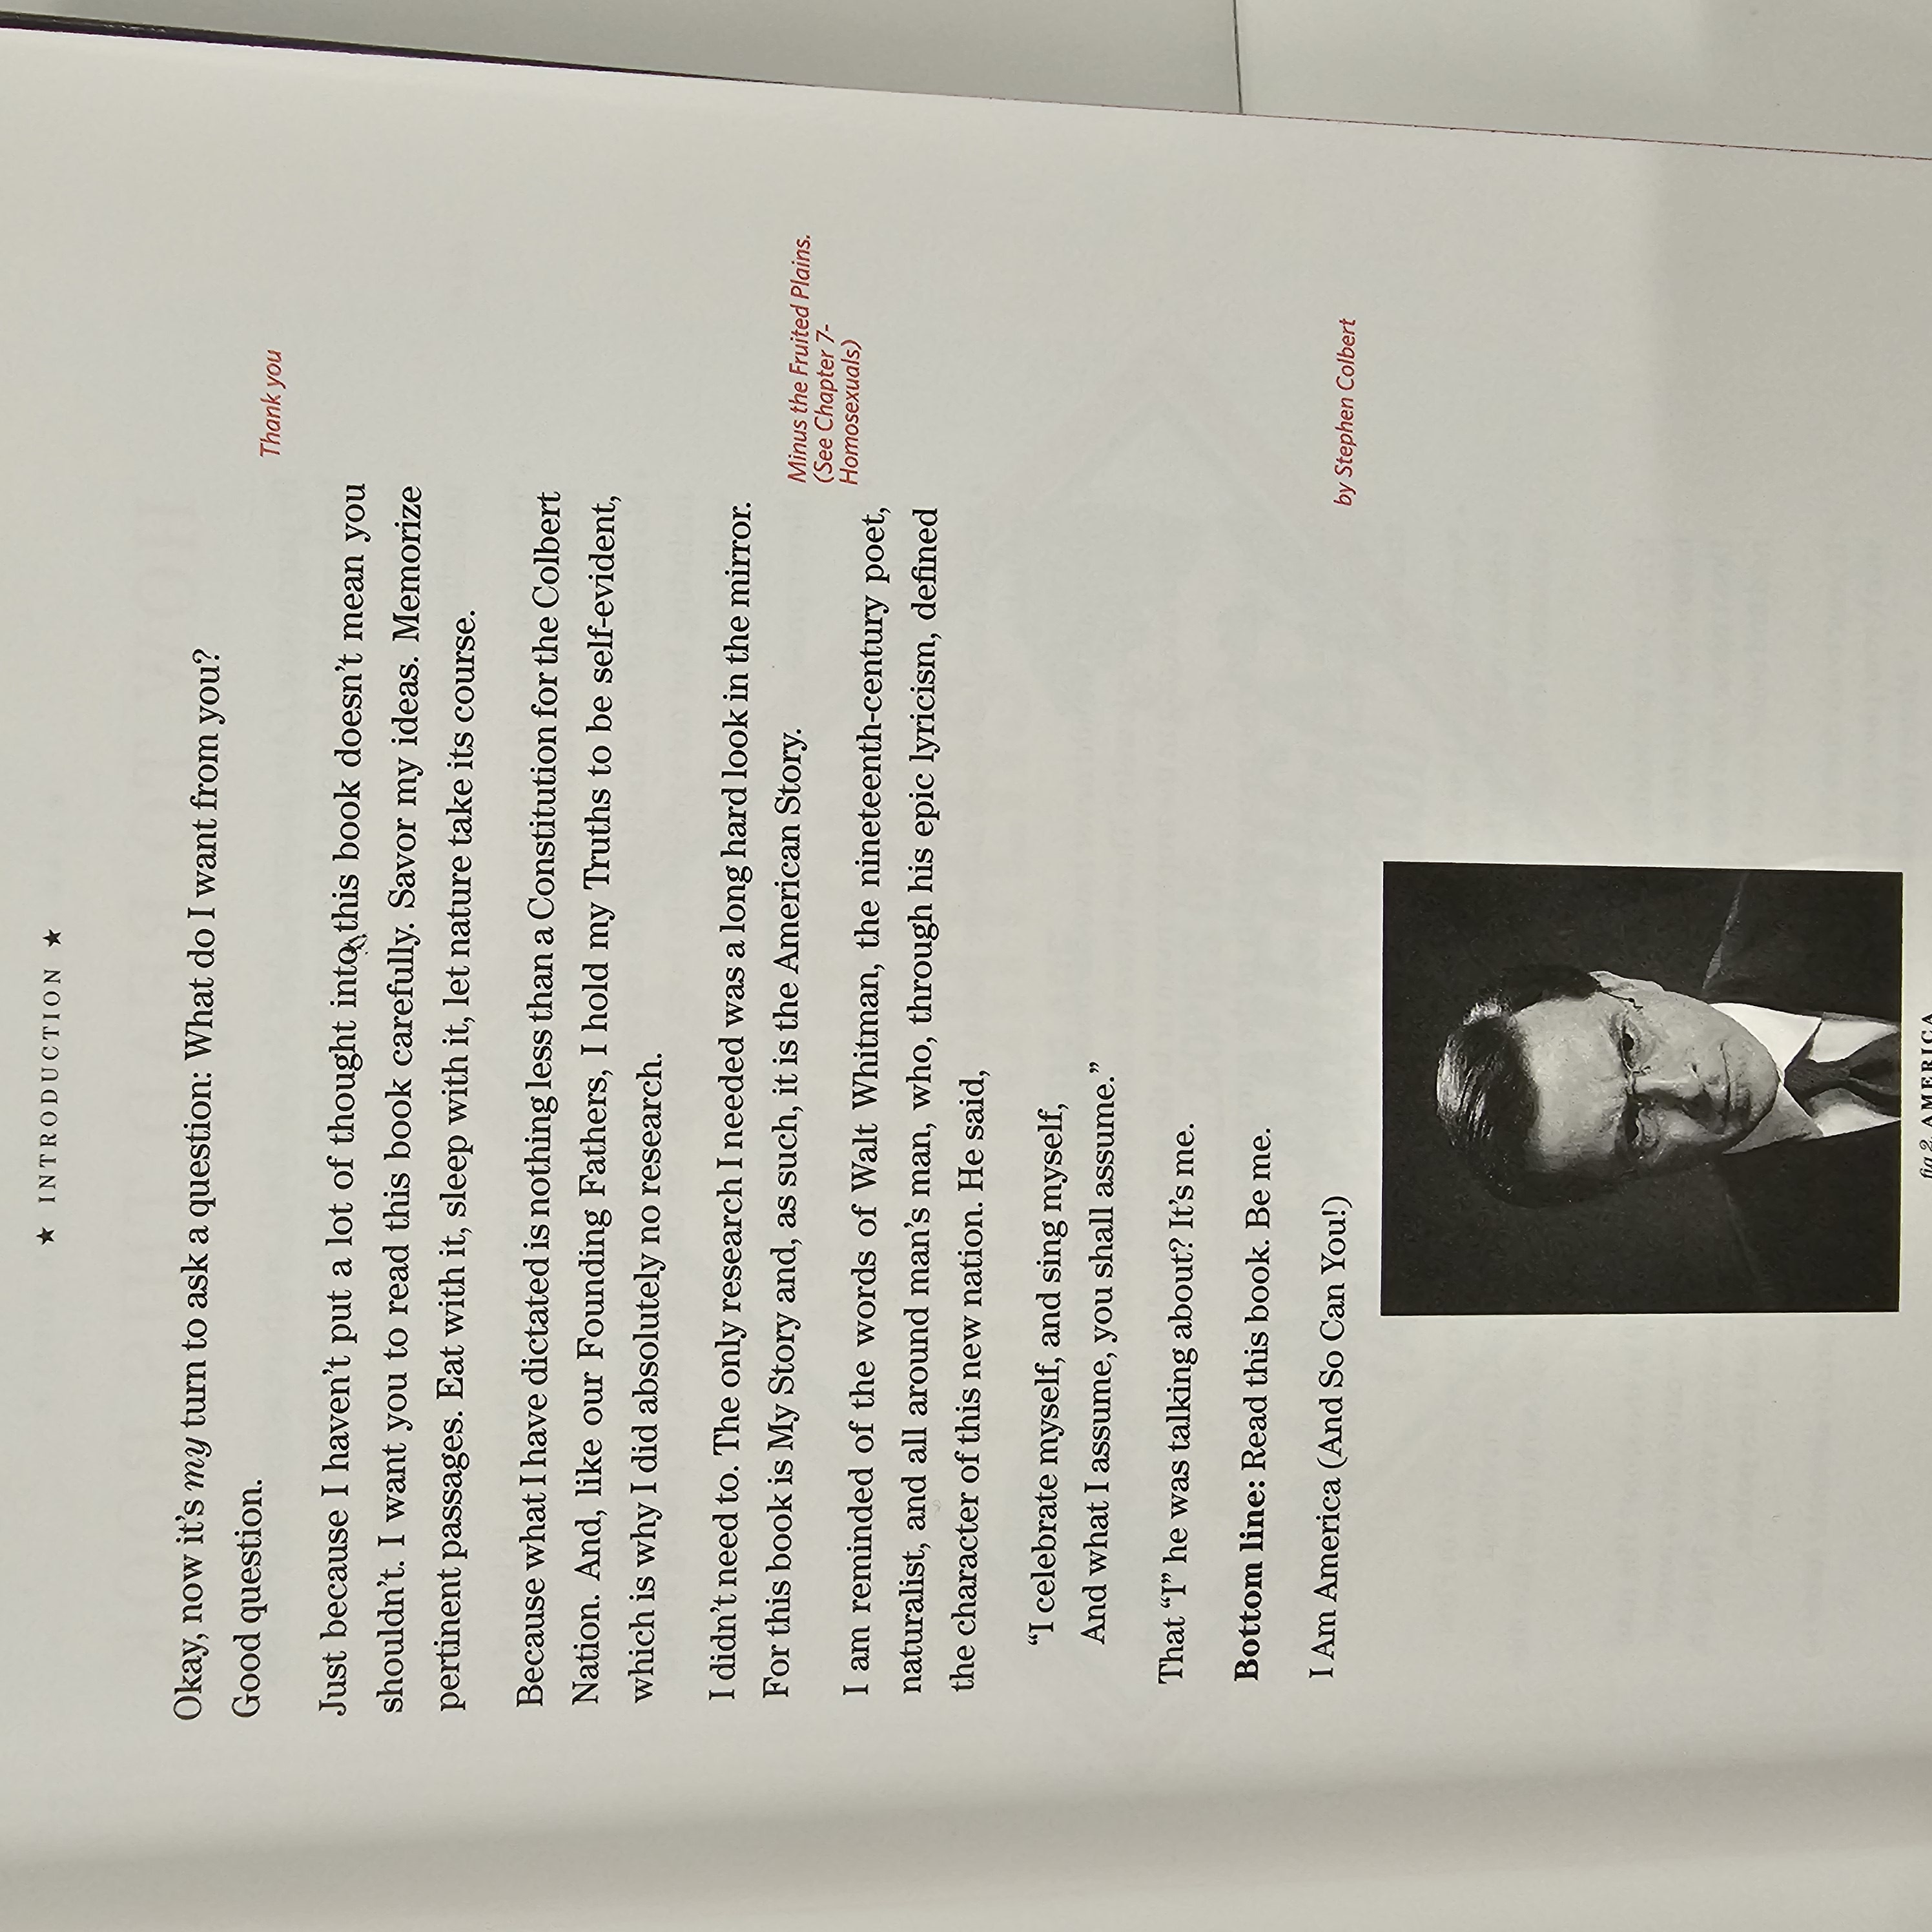 ★ INTRODUCTION ★
Okay, now it's my turn to ask a question: What do I want from you?
Good question.
Thank you
Just because I haven't put a lot of thought into this book doesn't mean you
shouldn't. I want you to read this book carefully. Savor my ideas. Memorize
pertinent passages. Eat with it, sleep with it, let nature take its course.
Because what I have dictated is nothing less than a Constitution for the Colbert
Nation. And, like our Founding Fathers, I hold my Truths to be self-evident,
which is why I did absolutely no research.
I didn't need to. The only research I needed was a long hard look in the mirror.
For this book is My Story and, as such, it is the American Story.
Minus the Fruited Plains.
(See Chapter 7-
Homosexuals)
I am reminded of the words of Walt Whitman, the nineteenth-century poet,
naturalist, and all around man's man, who, through his epic lyricism, defined
the character of this new nation. He said,
"I celebrate myself, and sing myself,
And what I assume, you shall assume."
That "I" he was talking about? It's me.
Bottom line: Read this book. Be me.
I Am America (And So Can You!)
by Stephen Colbert
fig 2. AMERICA